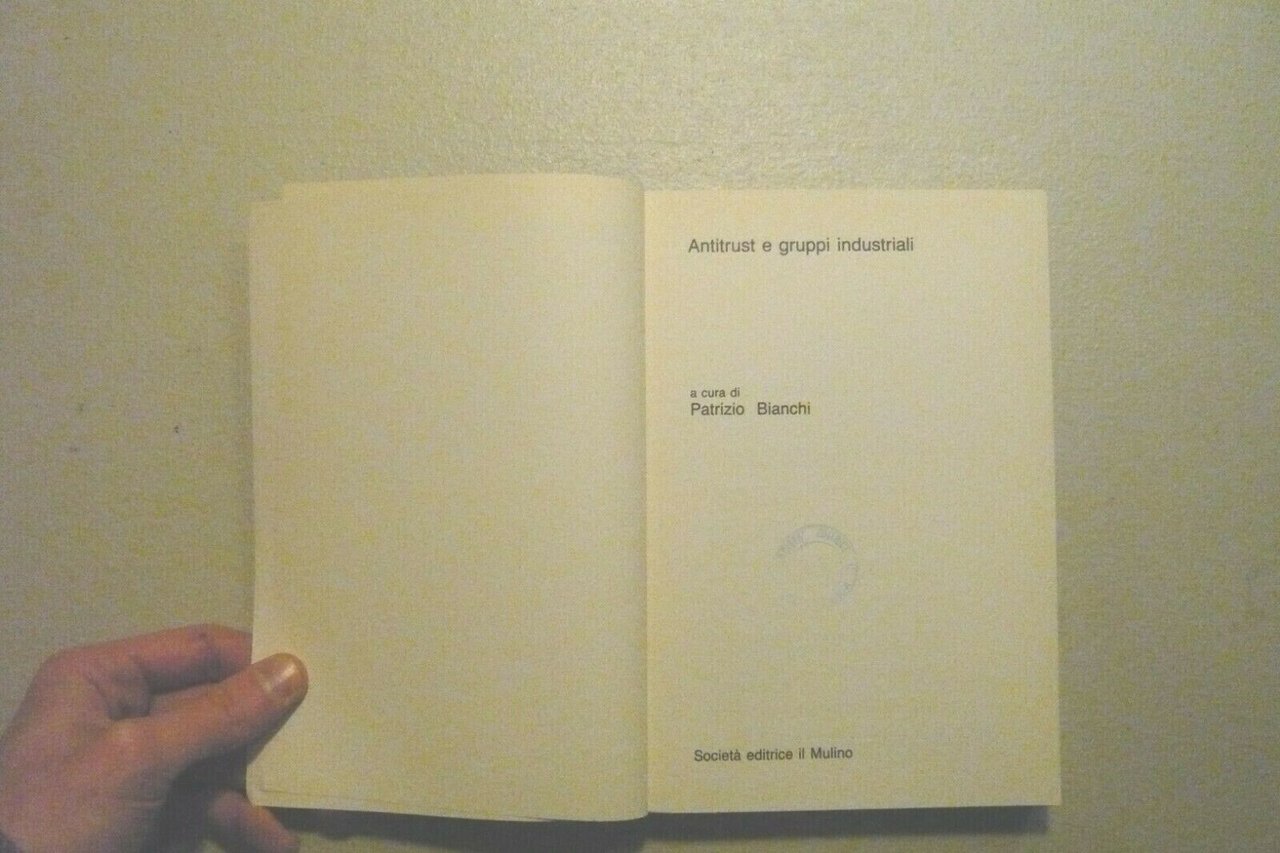 Antitrust e gruppi industriali
a cura di
Patrizio Bianchi
Società editrice il Mulino